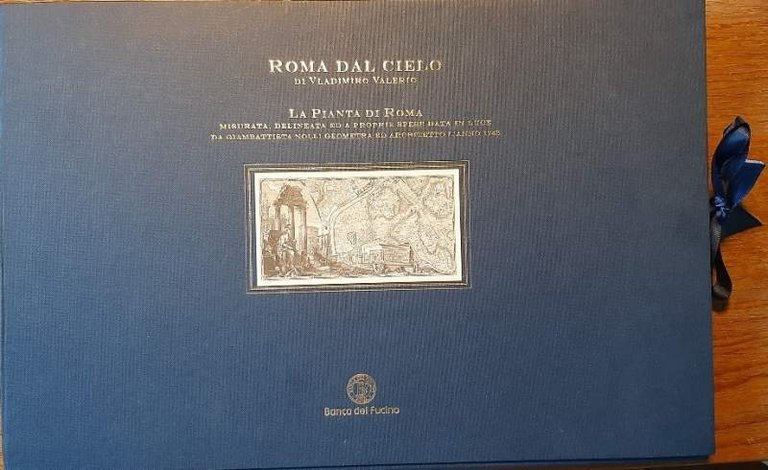 ROMA DAL CIELO
DI VLADIMIRO VALERIO
LA PIANTA DI ROMA
MISURATA, DELINEATA ED A PROPRIE SPESE DATA IN LUCE
DA GIAMBATTISTA NOLLI GEOMETRA ED ARCHITETTO L'ANNO 1748
Banca del Fucino